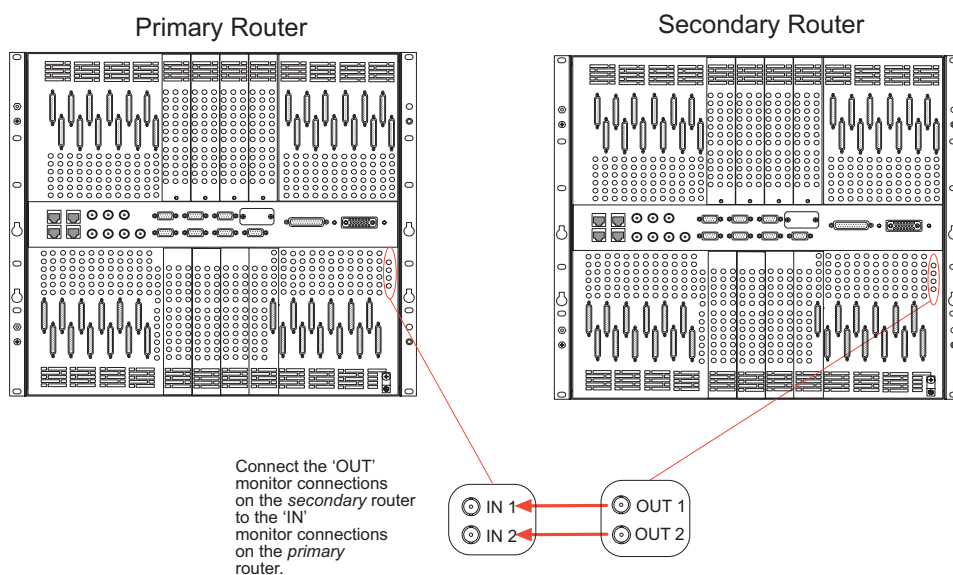 Primary Router
Secondary Router
Connect the ‘OUT’
monitor connections
on the secondary router
to the ‘IN’
monitor connections
on the primary
router.
IN 1
OUT 1
IN 2
OUT 2